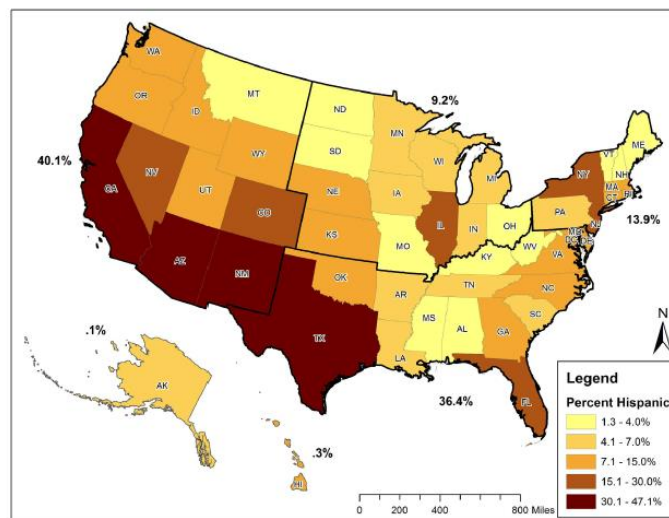 WA
MT
ND
9.2%
MN
ME
VT
NH
OR
ID
SD
WI
NY
MA
CT
RI
WY
MI
40.1%
NV
NE
IA
PA
NJ
CA
UT
CO
IL
IN
OH
13.9%
KS
MO
WV
VA
KY
AZ
NM
OK
TN
NC
AR
SC
MS
AL
GA
TX
LA
.1%
AK
36.4%
FL
.3%
HI
N
Legend
Percent Hispanic
1.3 - 4.0%
4.1 - 7.0%
7.1 - 15.0%
15.1 - 30.0%
30.1 - 47.1%
0 200 400 800 Miles